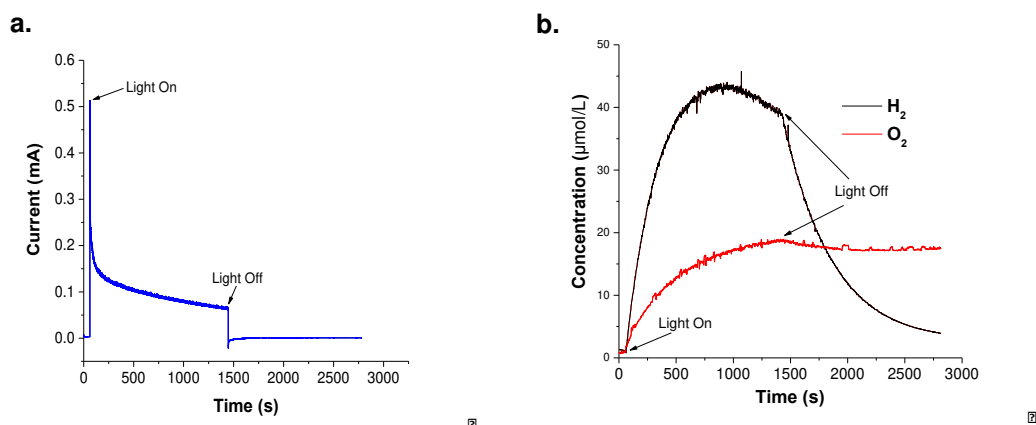 a.
0.6
0.5
0.4
0.3
0.2
0.1
0.0
Current (mA)
Light On
Light Off
0 500 1000 1500 2000 2500 3000
Time (s)
b.
50
40
30
20
10
0
Concentration (µmol/L)
H₂
O₂
Light Off
Light On
0 500 1000 1500 2000 2500 3000
Time (s)